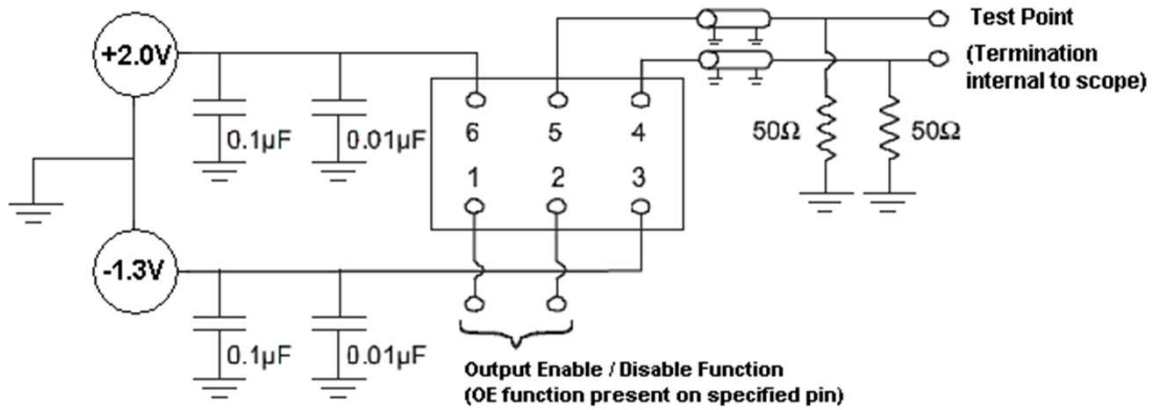 +2.0V
Test Point
(Termination
internal to scope)
0.1µF
0.01µF
6
5
4
50Ω
50Ω
1
2
3
-1.3V
0.1µF
0.01µF
Output Enable / Disable Function
(OE function present on specified pin)